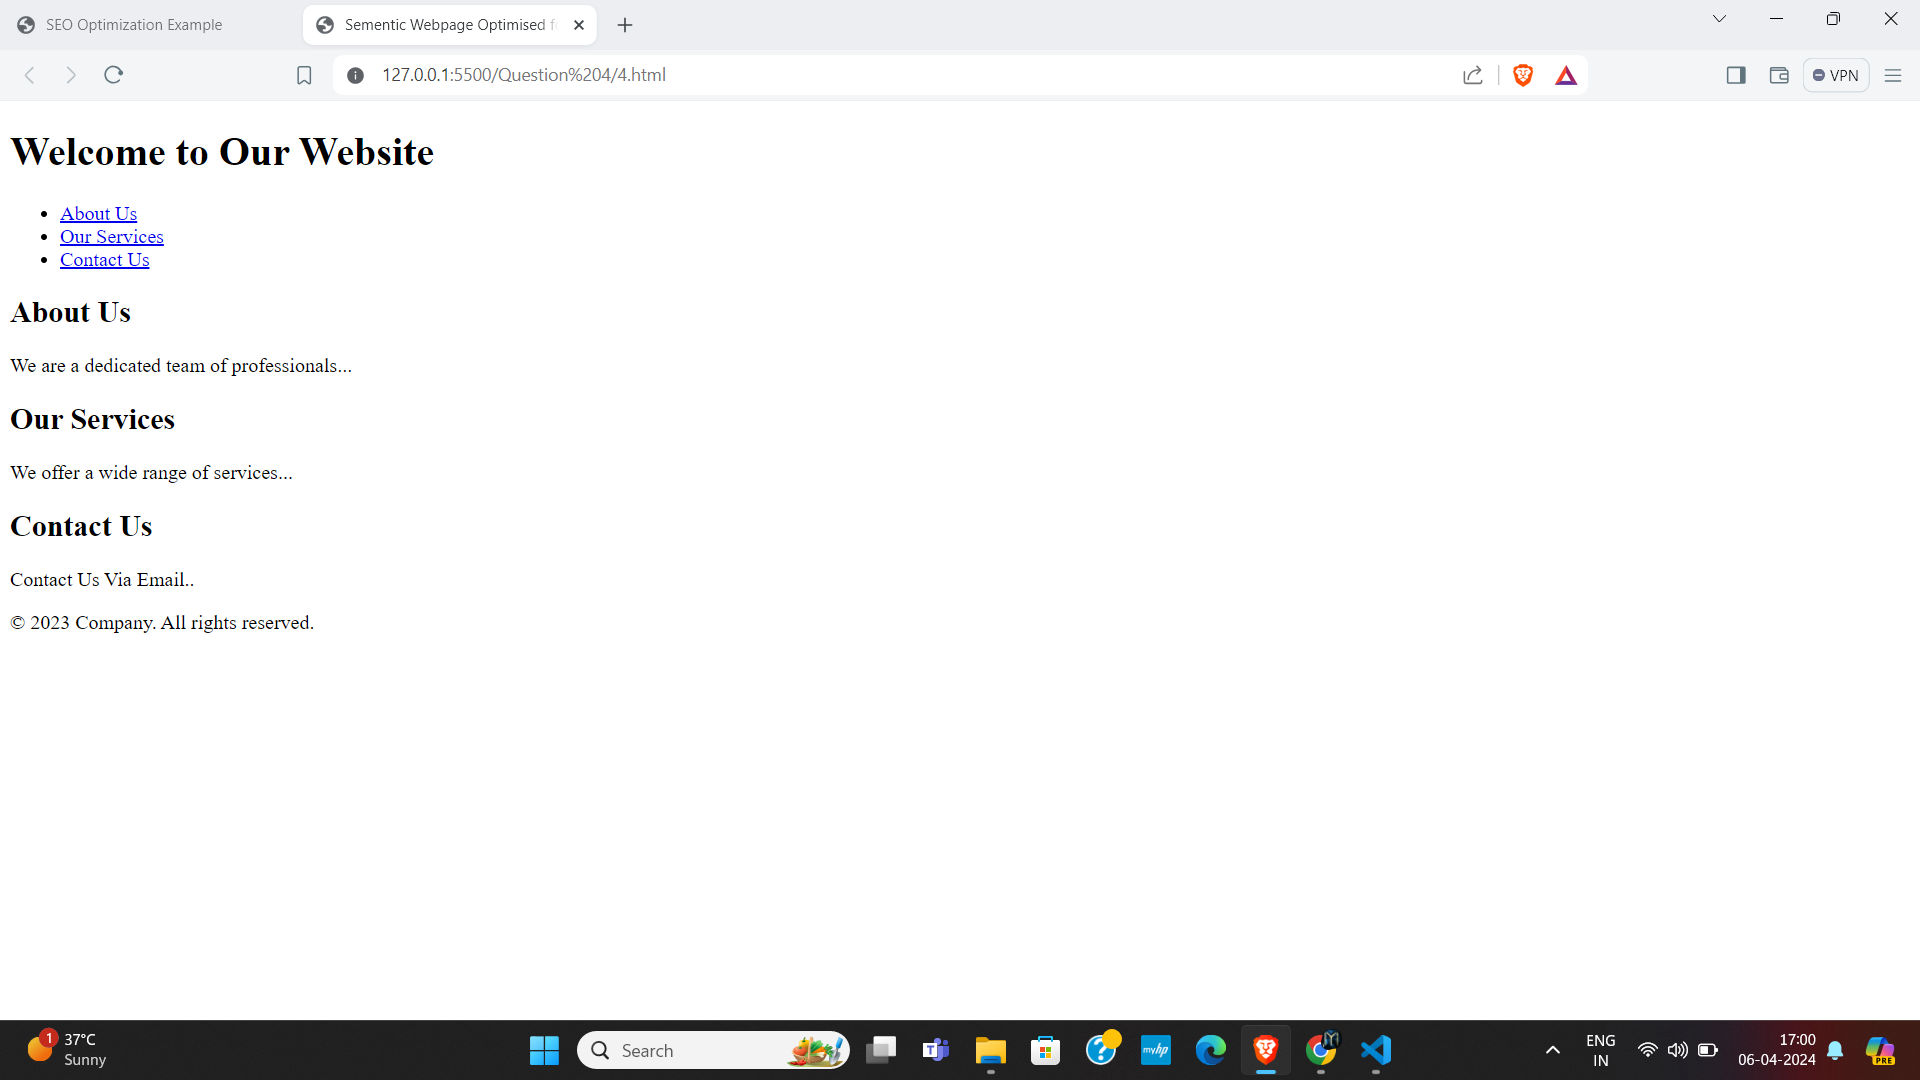 SEO Optimization Example
Sementic Webpage Optimised f
127.0.0.1:5500/Question%204/4.html
VPN
Welcome to Our Website
About Us
Our Services
Contact Us
About Us
We are a dedicated team of professionals...
Our Services
We offer a wide range of services...
Contact Us
Contact Us Via Email..
© 2023 Company. All rights reserved.
1
37°C
Sunny
Search
myhp
ENG
IN
17:00
06-04-2024
PRE